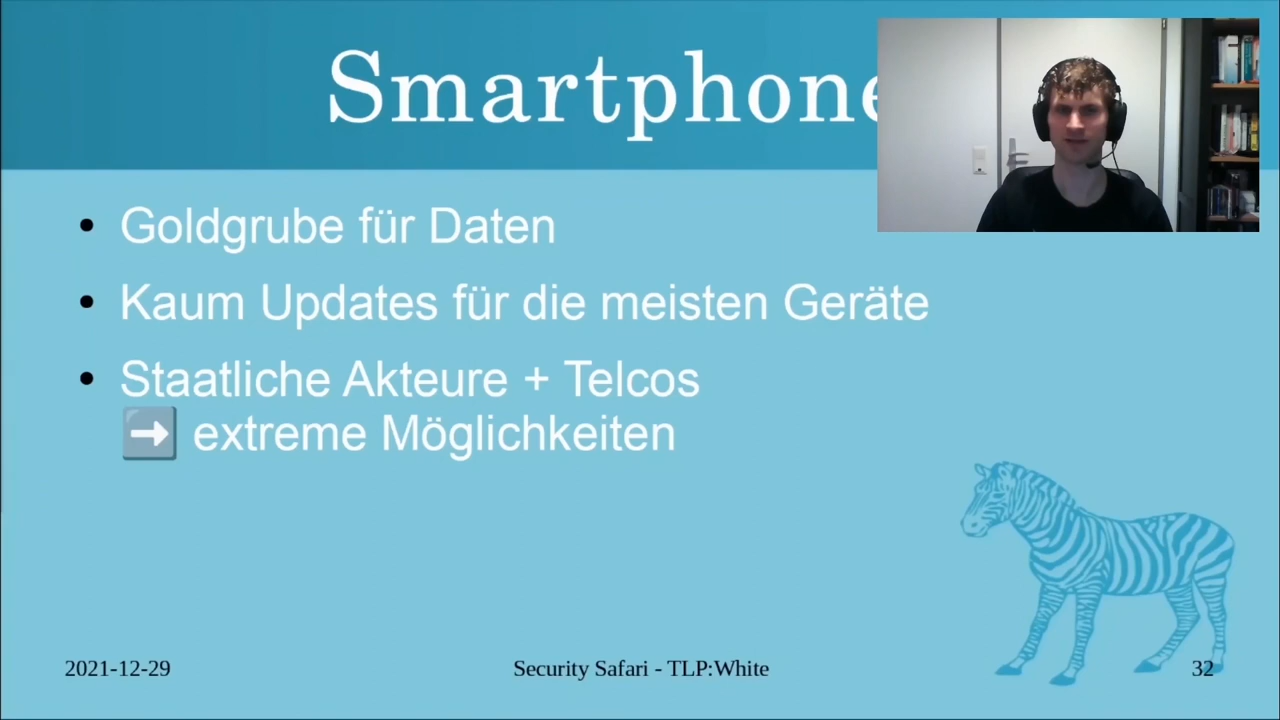 Smartphone
• Goldgrube für Daten
• Kaum Updates für die meisten Geräte
• Staatliche Akteure + Telcos
➡ extreme Möglichkeiten
2021-12-29
Security Safari - TLP:White
32